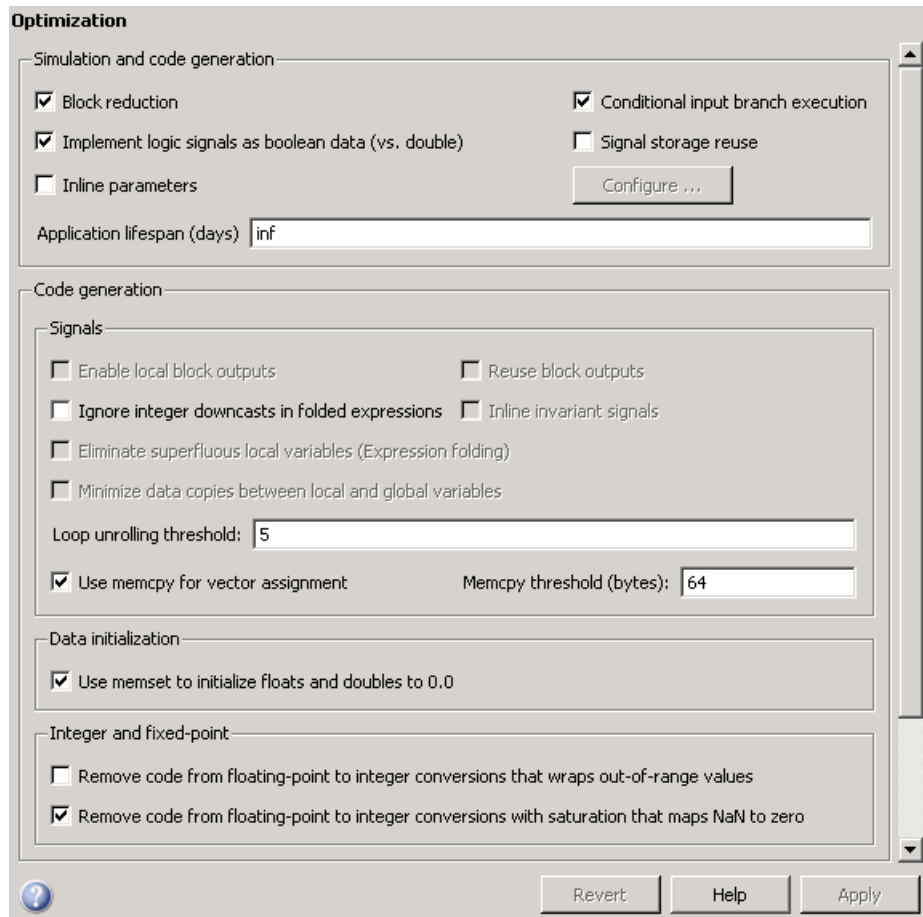 Optimization
Simulation and code generation
Block reduction
Conditional input branch execution
Implement logic signals as boolean data (vs. double)
Signal storage reuse
Inline parameters
Configure ...
Application lifespan (days) inf
Code generation
Signals
Enable local block outputs
Reuse block outputs
Ignore integer downcasts in folded expressions
Inline invariant signals
Eliminate superfluous local variables (Expression folding)
Minimize data copies between local and global variables
Loop unrolling threshold: 5
Use memcpy for vector assignment
Memcpy threshold (bytes): 64
Data initialization
Use memset to initialize floats and doubles to 0.0
Integer and fixed-point
Remove code from floating-point to integer conversions that wraps out-of-range values
Remove code from floating-point to integer conversions with saturation that maps NaN to zero
?
Revert
Help
Apply